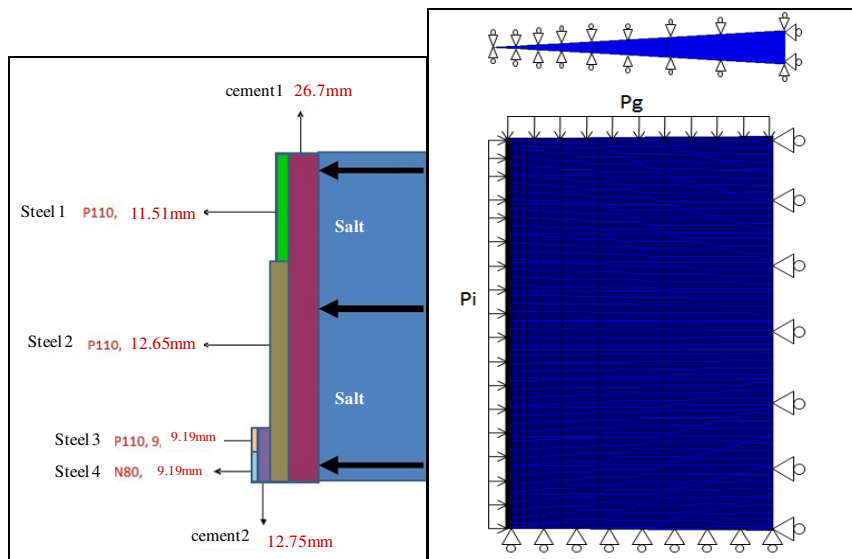 cement1 26.7mm
Steel 1 P110, 11.51mm
Salt
Steel 2 P110, 12.65mm
Salt
Steel 3 P110, 9, 9.19mm
Steel 4 N80, 9.19mm
cement2 12.75mm
Pg
Pi